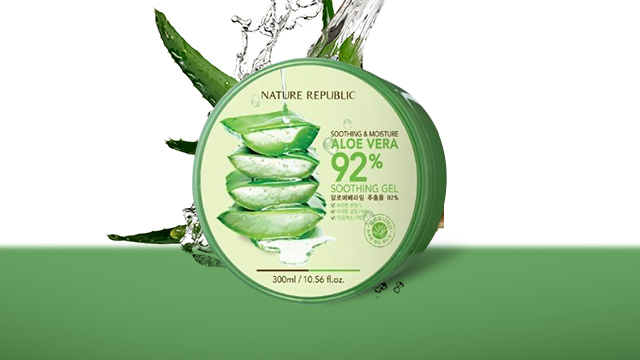 NATURE REPUBLIC
SOOTHING & MOISTURE
ALOE VERA
92%
SOOTHING GEL
알로에베라잎 추출물 92%
300ml / 10.56 fl.oz.